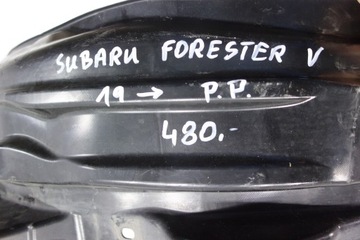 SUBARU FORESTER V
19 → P.P.
480.-